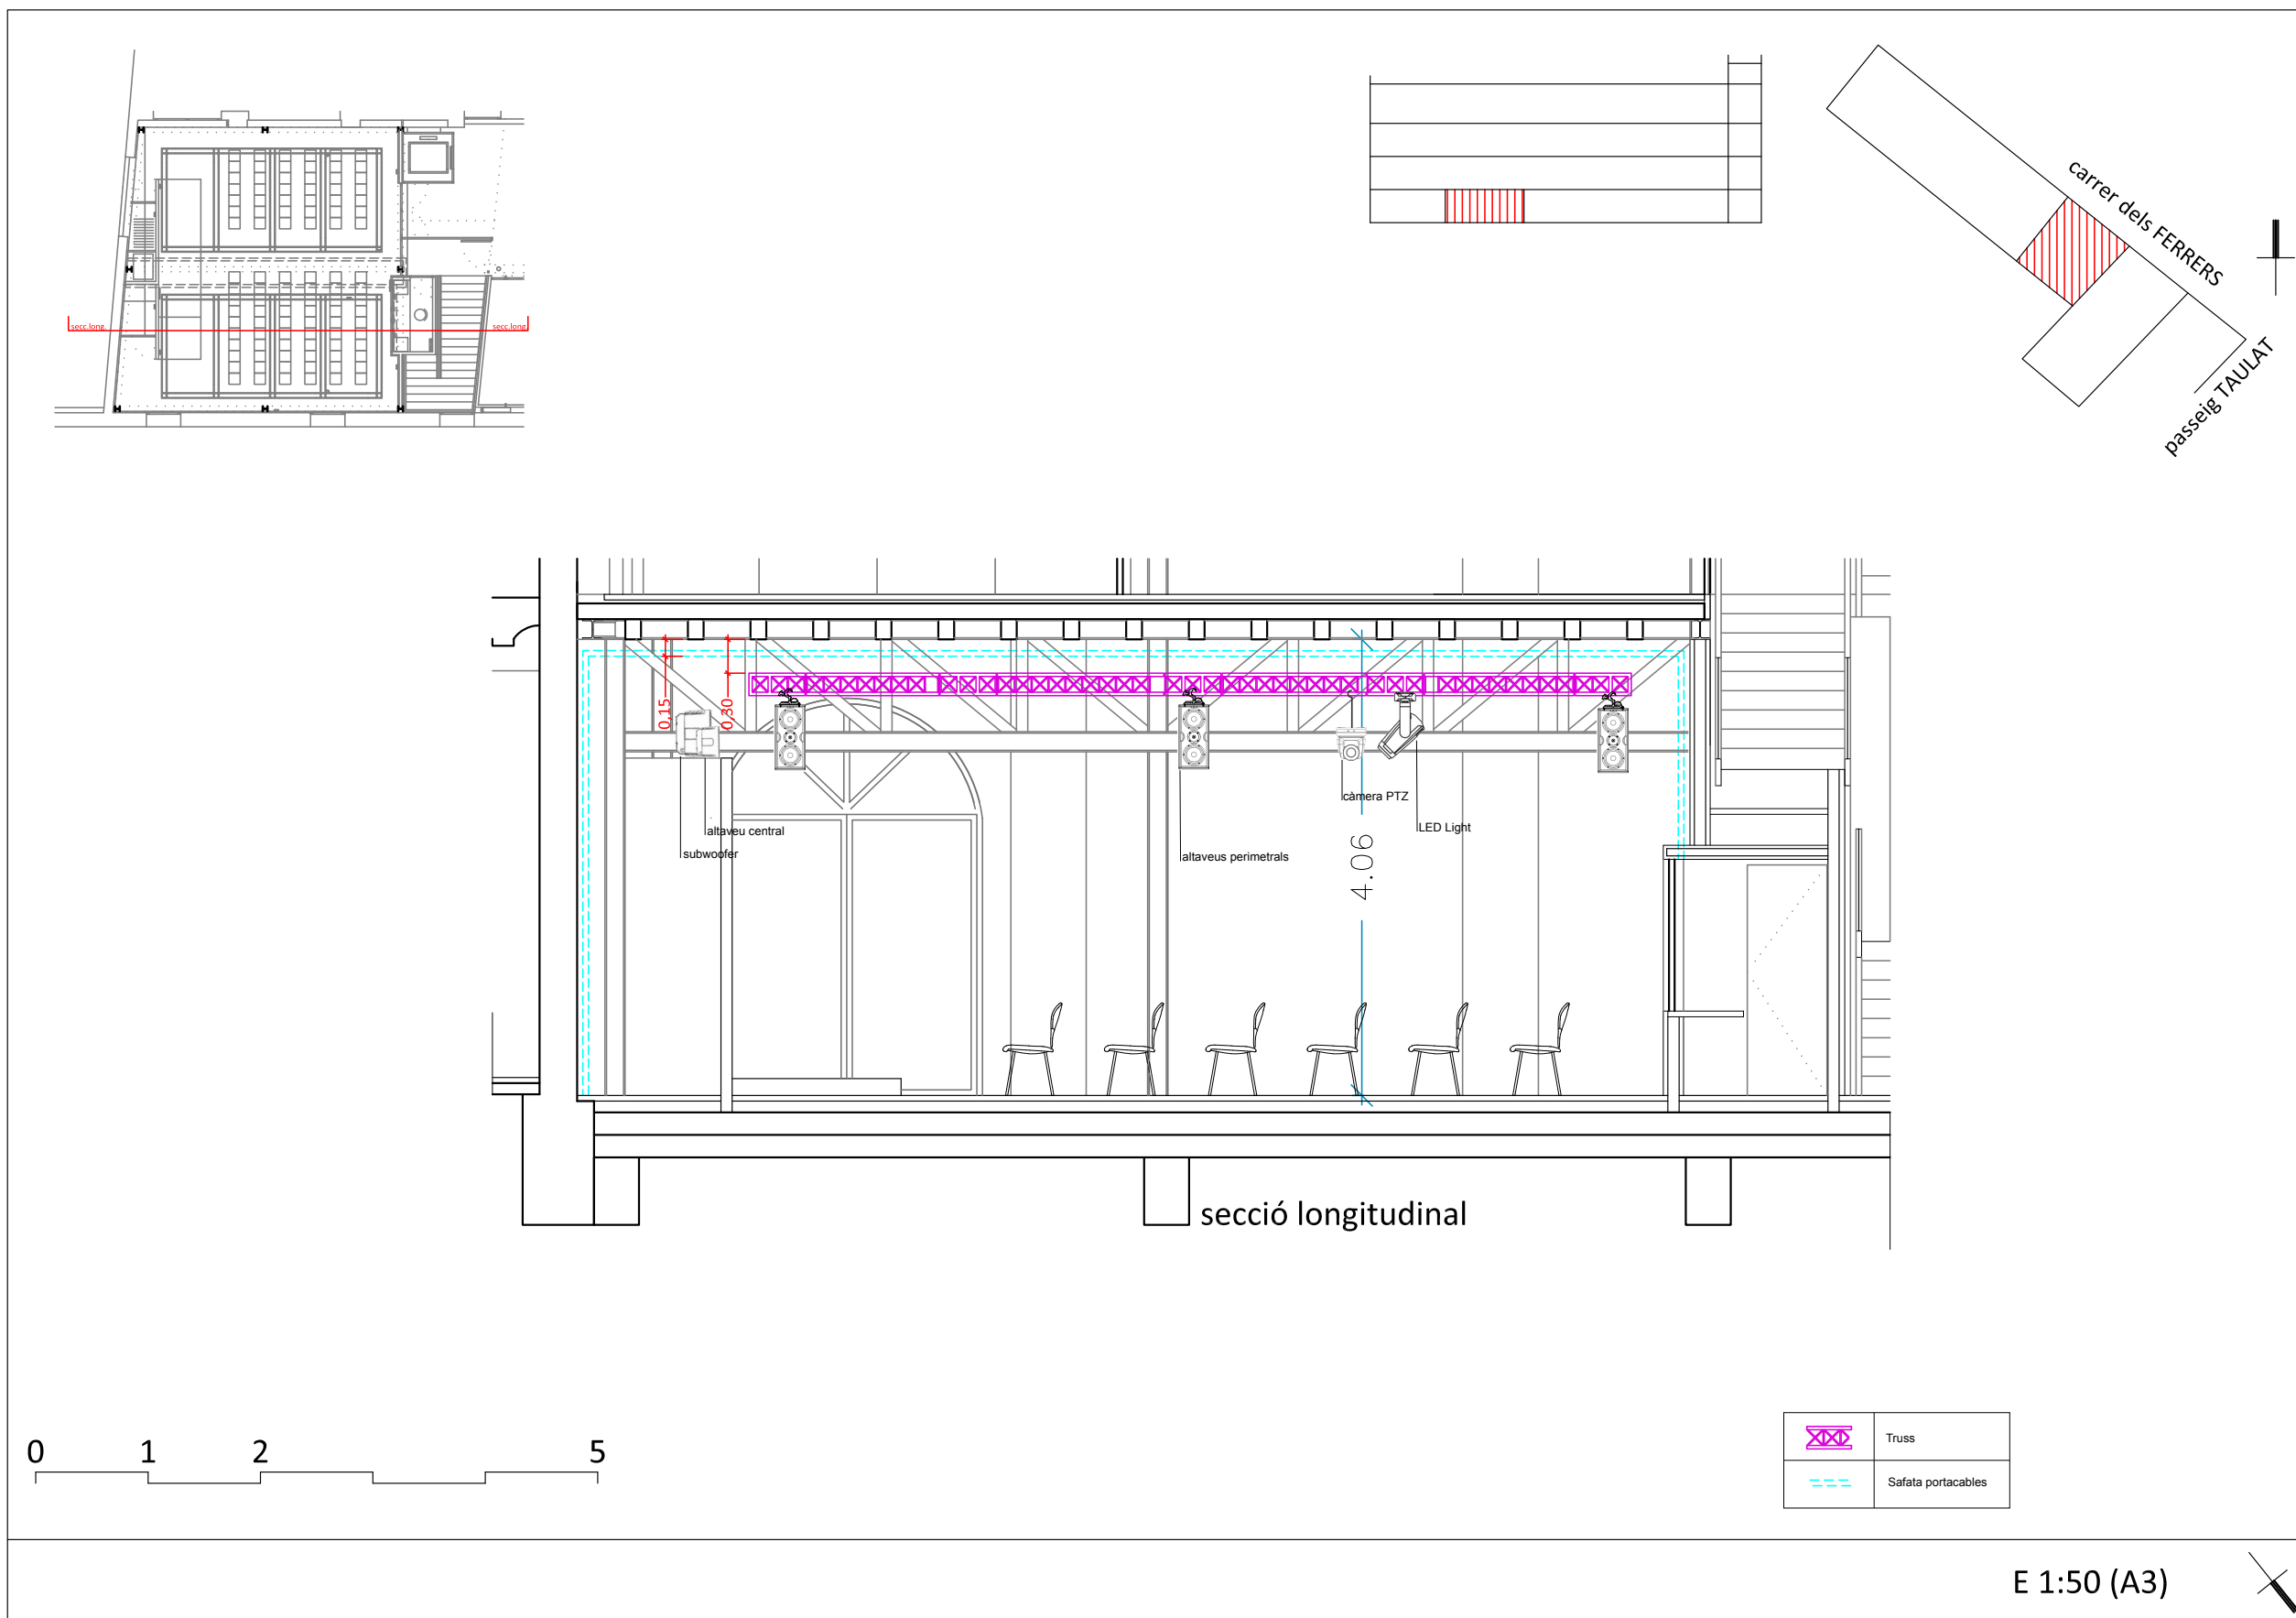 secc.long.
secc.long.
carrer dels FERRERS
passeig TAULAT
0,15
0,30
càmera PTZ
LED Light
altaveu central
subwoofer
altaveus perimetrals
4.06
secció longitudinal
0 1 2 5
Truss
Safata portacables
E 1:50 (A3)